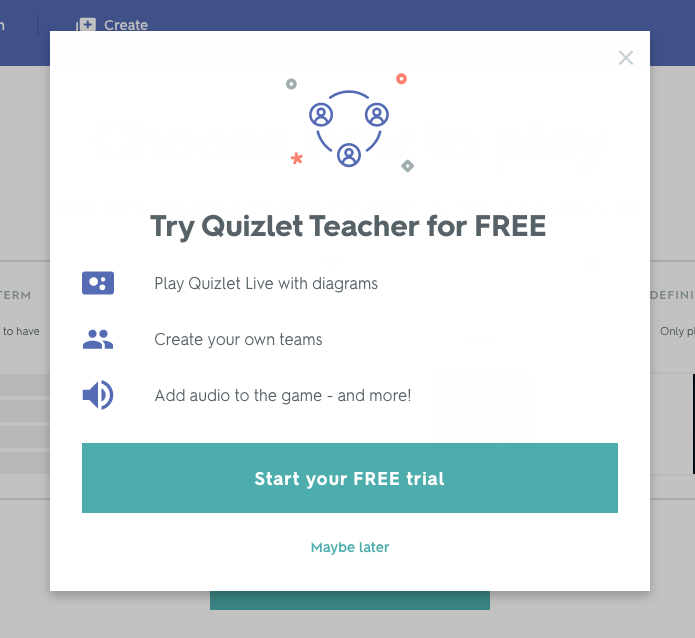 n
Create
Choose how to play
Try Quizlet Teacher for FREE
Play Quizlet Live with diagrams
Create your own teams
Add audio to the game - and more!
Start your FREE trial
Maybe later
TERM
to have
DEFINI
Only pl